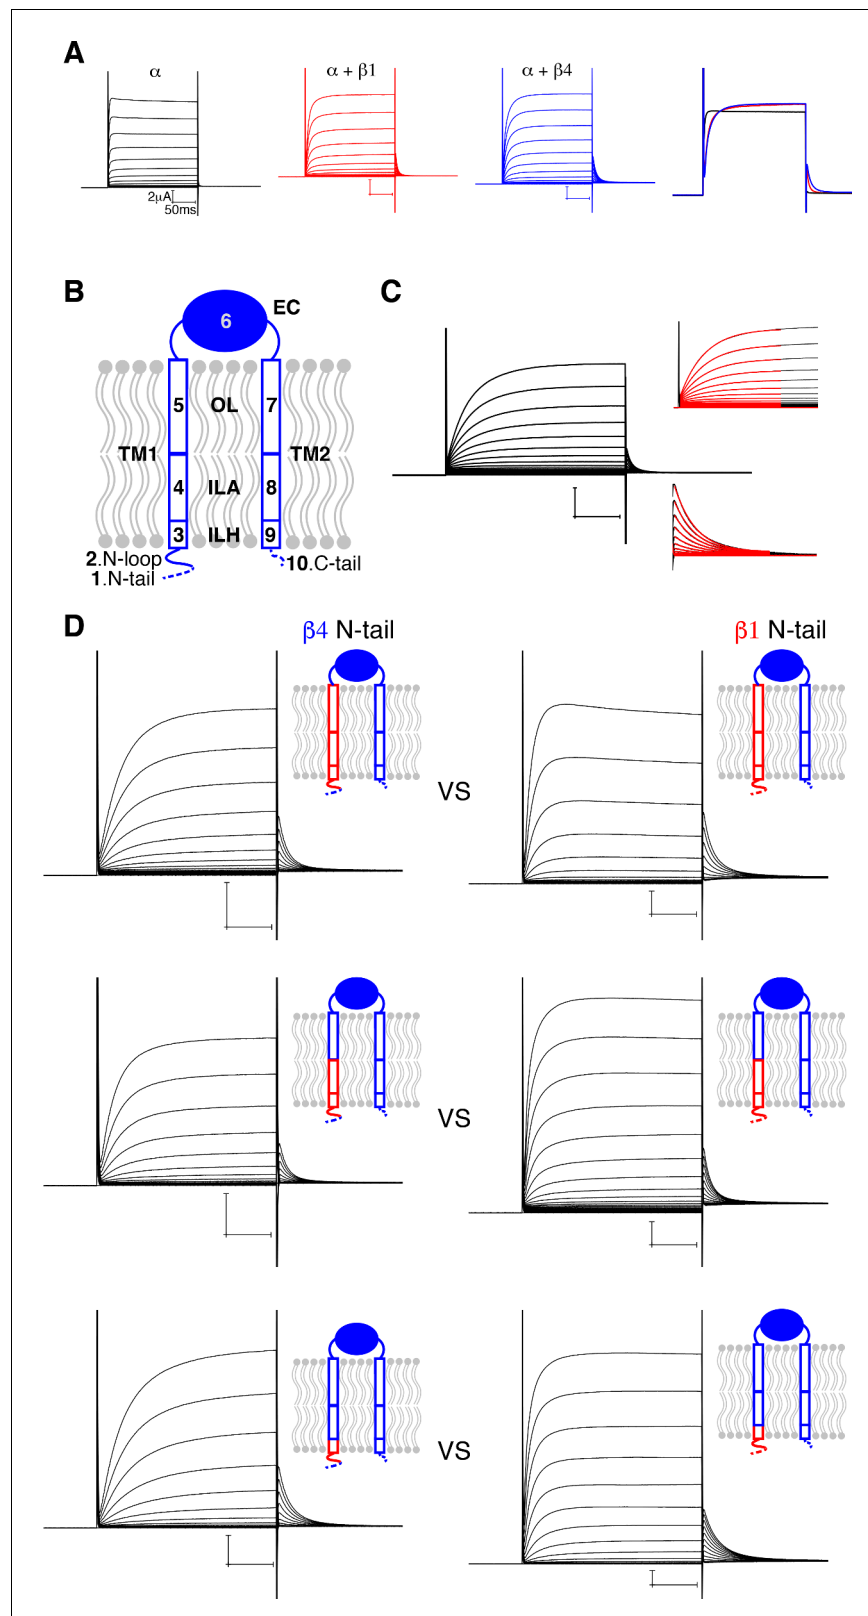 A
α
α + β1
α + β4
2μA
50ms
B
6
EC
5
OL
7
TM1
TM2
4
ILA
8
3
ILH
9
2.N-loop
1.N-tail
10.C-tail
C
D
β4 N-tail
β1 N-tail
VS
VS
VS